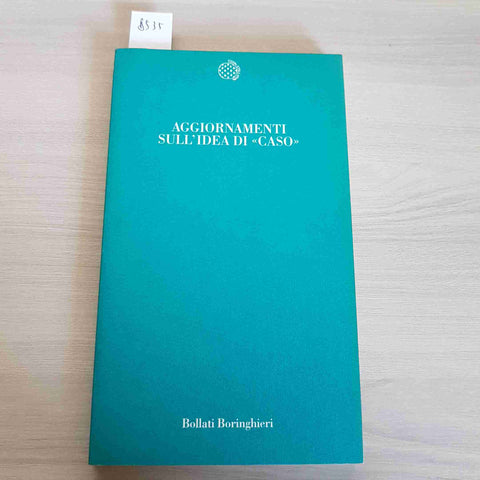 8535
AGGIORNAMENTI
SULL'IDEA DI «CASO»
Bollati Boringhieri